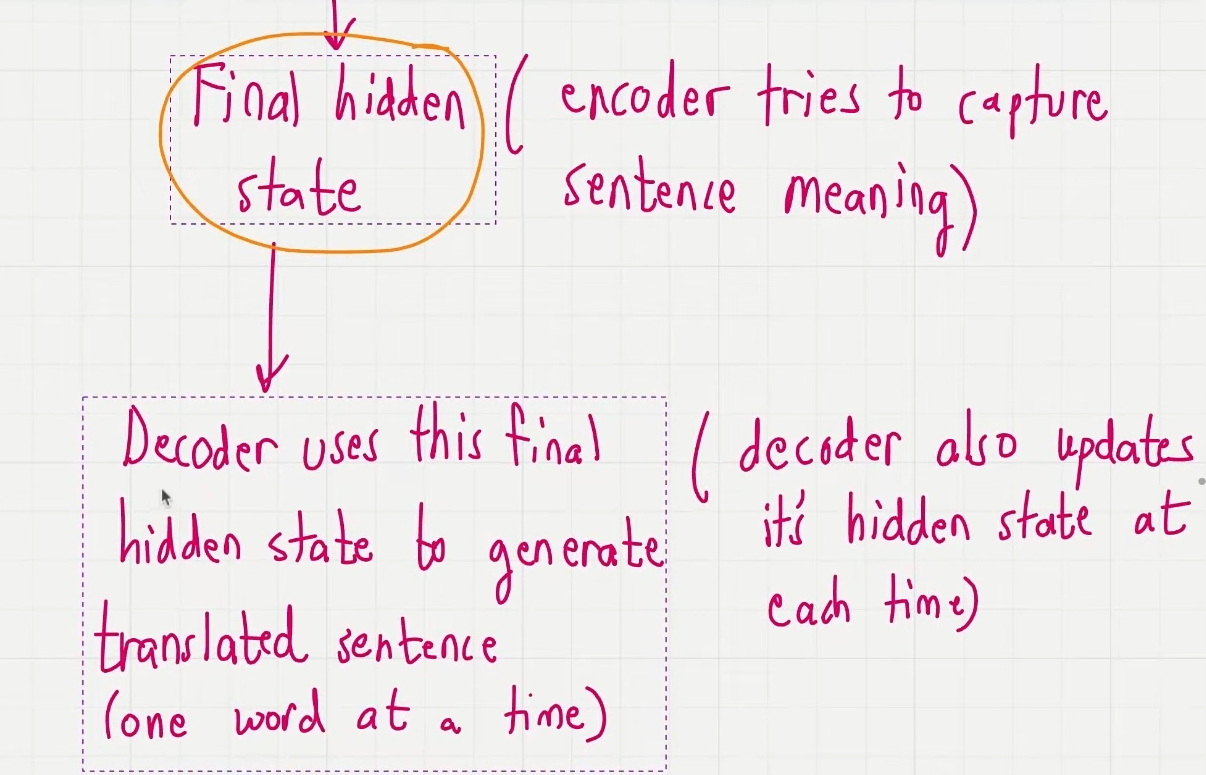 Final hidden
state
( encoder tries to capture
sentence meaning)
Decoder uses this final
hidden state to generate
translated sentence
(one word at a time)
( decoder also updates
it's hidden state at
each time)